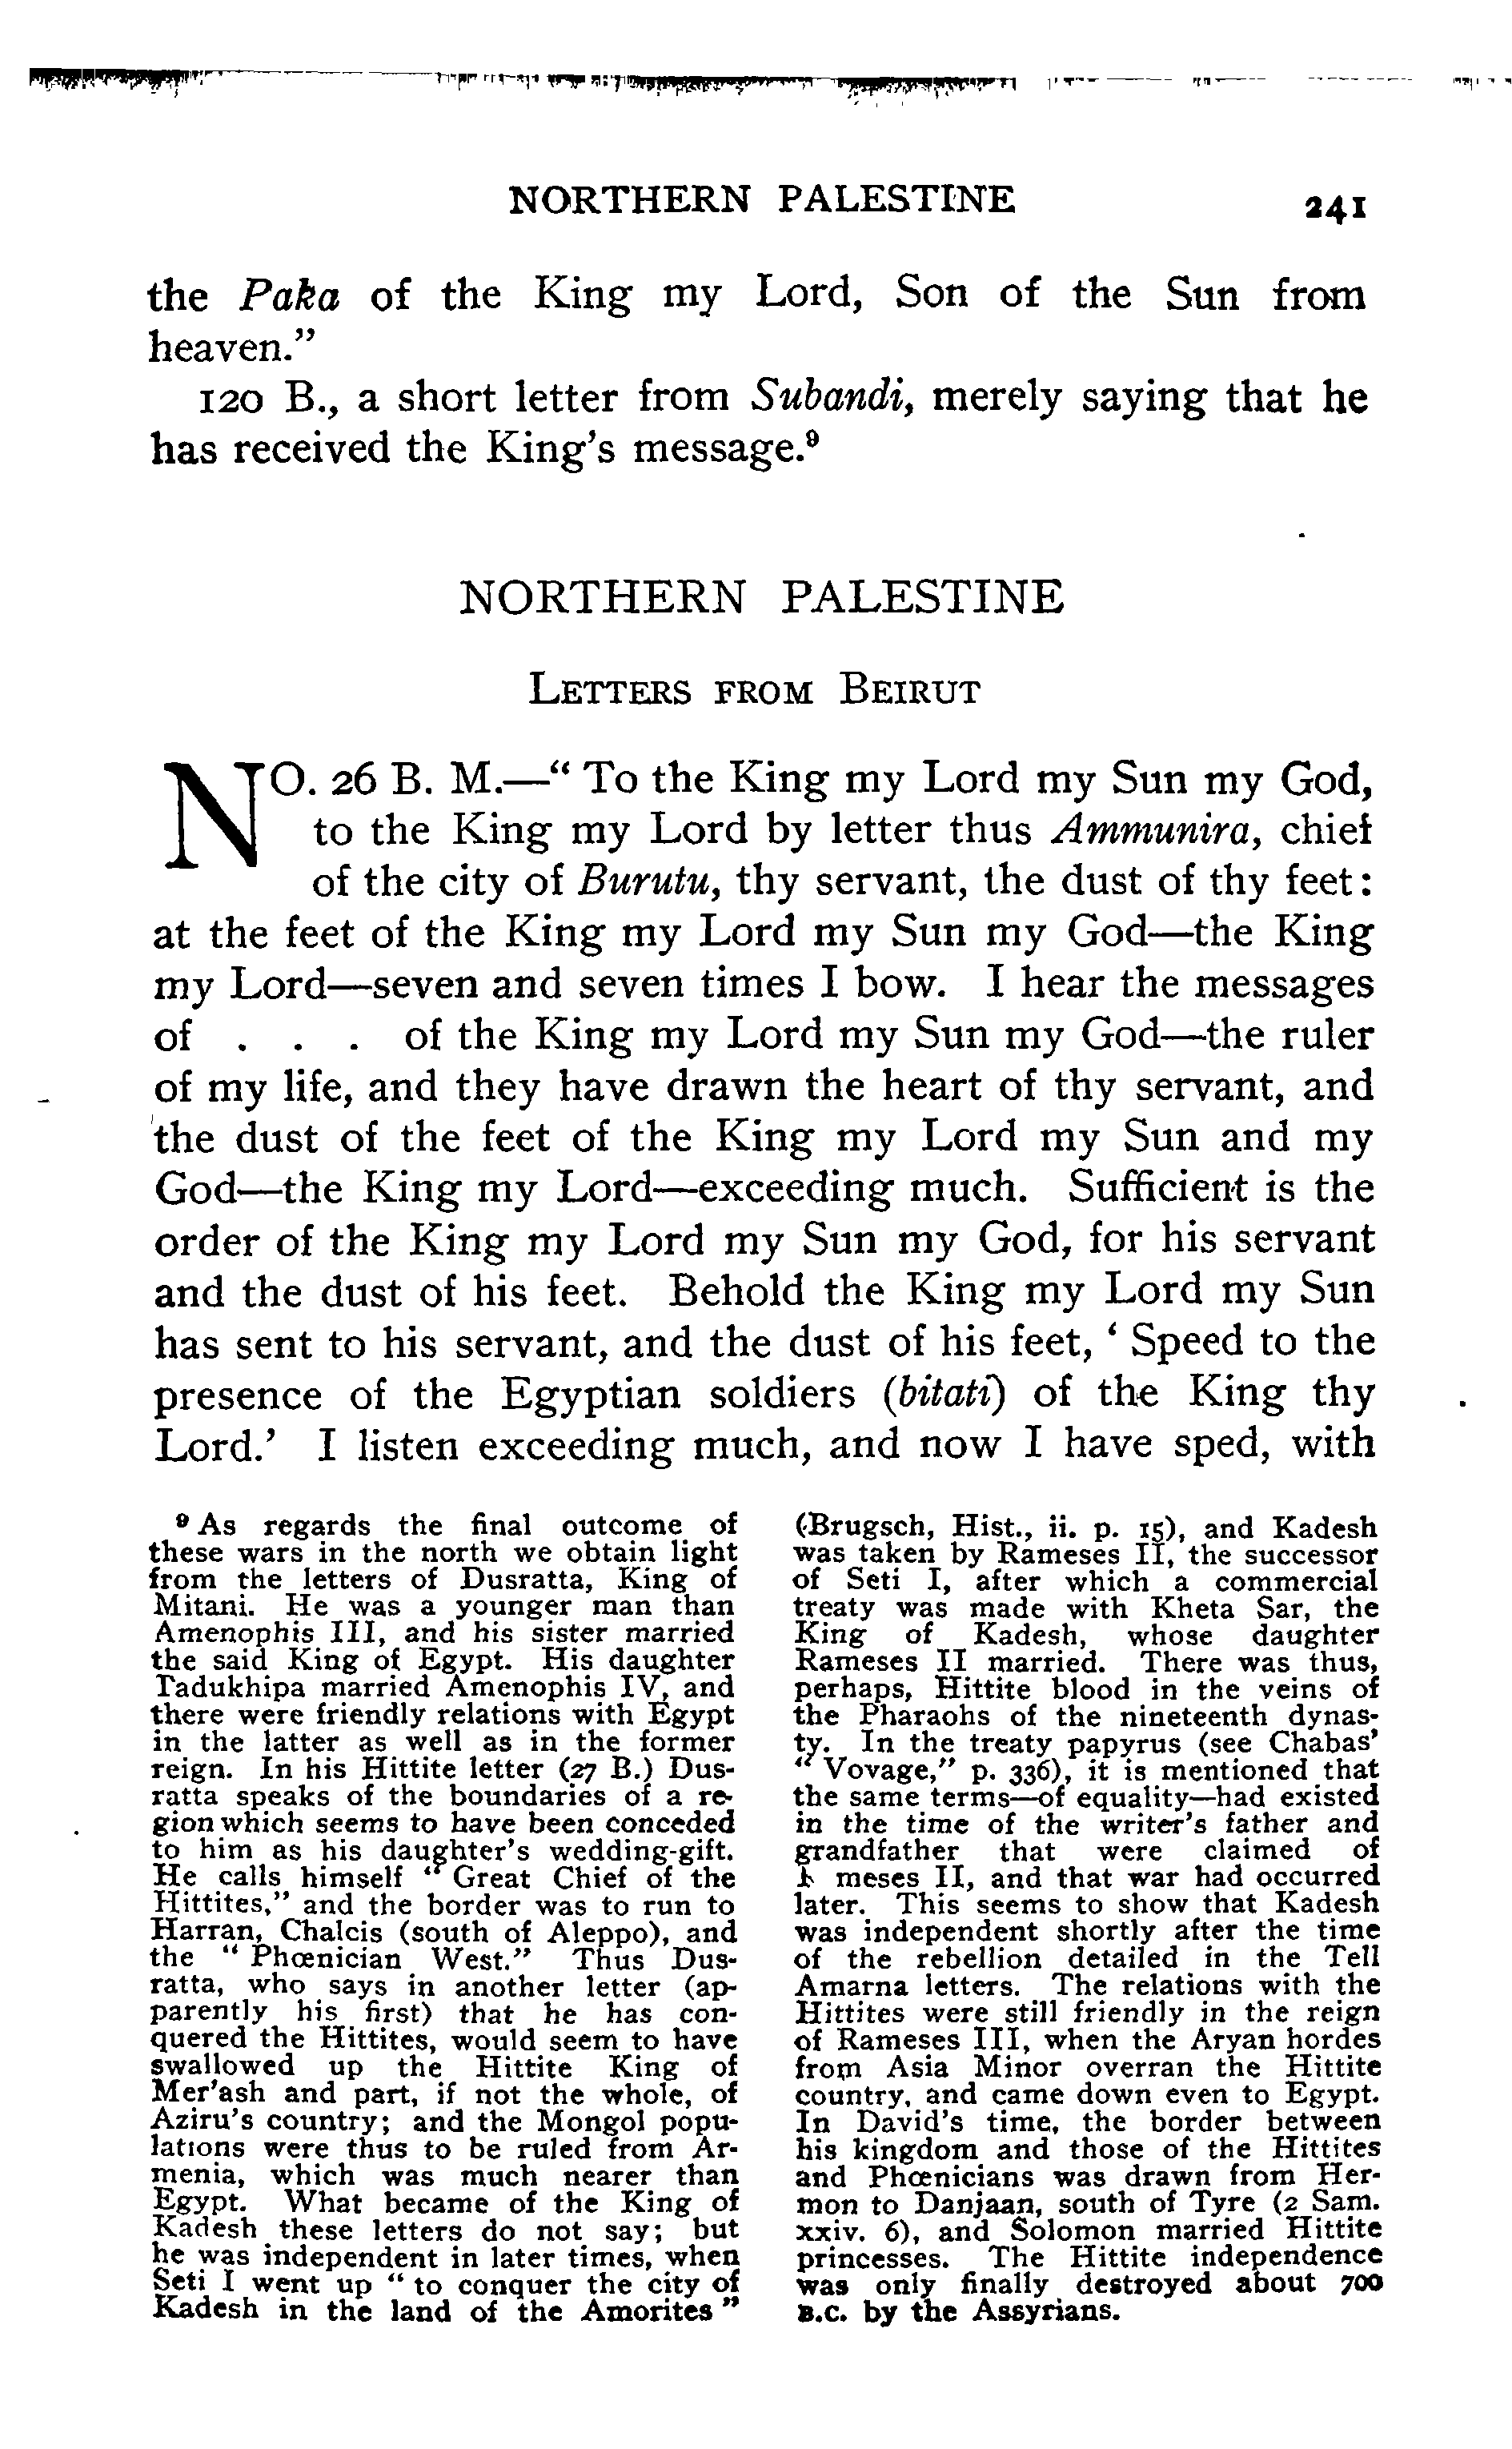 NORTHERN PALESTINE 241
the Paka of the King my Lord, Son of the Sun from
heaven."
120 B., a short letter from Subandi, merely saying that he
has received the King's message.⁹
NORTHERN PALESTINE
LETTERS FROM BEIRUT
NO. 26 B. M.—" To the King my Lord my Sun my God,
to the King my Lord by letter thus Ammunira, chief
of the city of Burutu, thy servant, the dust of thy feet:
at the feet of the King my Lord my Sun my God—the King
my Lord—seven and seven times I bow. I hear the messages
of . . . of the King my Lord my Sun my God—the ruler
of my life, and they have drawn the heart of thy servant, and
the dust of the feet of the King my Lord my Sun and my
God—the King my Lord—exceeding much. Sufficient is the
order of the King my Lord my Sun my God, for his servant
and the dust of his feet. Behold the King my Lord my Sun
has sent to his servant, and the dust of his feet, ' Speed to the
presence of the Egyptian soldiers (bitati) of the King thy
Lord.' I listen exceeding much, and now I have sped, with
⁹ As regards the final outcome of
these wars in the north we obtain light
from the letters of Dusratta, King of
Mitani. He was a younger man than
Amenophis III, and his sister married
the said King of Egypt. His daughter
Tadukhipa married Amenophis IV, and
there were friendly relations with Egypt
in the latter as well as in the former
reign. In his Hittite letter (27 B.) Dus-
ratta speaks of the boundaries of a re-
gion which seems to have been conceded
to him as his daughter's wedding-gift.
He calls himself " Great Chief of the
Hittites," and the border was to run to
Harran, Chalcis (south of Aleppo), and
the " Phœnician West." Thus Dus-
ratta, who says in another letter (ap-
parently his first) that he has con-
quered the Hittites, would seem to have
swallowed up the Hittite King of
Mer'ash and part, if not the whole, of
Aziru's country; and the Mongol popu-
lations were thus to be ruled from Ar-
menia, which was much nearer than
Egypt. What became of the King of
Kadesh these letters do not say; but
he was independent in later times, when
Seti I went up " to conquer the city of
Kadesh in the land of the Amorites "
(Brugsch, Hist., ii. p. 15), and Kadesh
was taken by Rameses II, the successor
of Seti I, after which a commercial
treaty was made with Kheta Sar, the
King of Kadesh, whose daughter
Rameses II married. There was thus,
perhaps, Hittite blood in the veins of
the Pharaohs of the nineteenth dynas-
ty. In the treaty papyrus (see Chabas'
" Vovage," p. 336), it is mentioned that
the same terms—of equality—had existed
in the time of the writer's father and
grandfather that were claimed of
meses II, and that war had occurred
later. This seems to show that Kadesh
was independent shortly after the time
of the rebellion detailed in the Tell
Amarna letters. The relations with the
Hittites were still friendly in the reign
of Rameses III, when the Aryan hordes
from Asia Minor overran the Hittite
country, and came down even to Egypt.
In David's time, the border between
his kingdom and those of the Hittites
and Phœnicians was drawn from Her-
mon to Danjaan, south of Tyre (2 Sam.
xxiv. 6), and Solomon married Hittite
princesses. The Hittite independence
was only finally destroyed about 700
B.C. by the Assyrians.